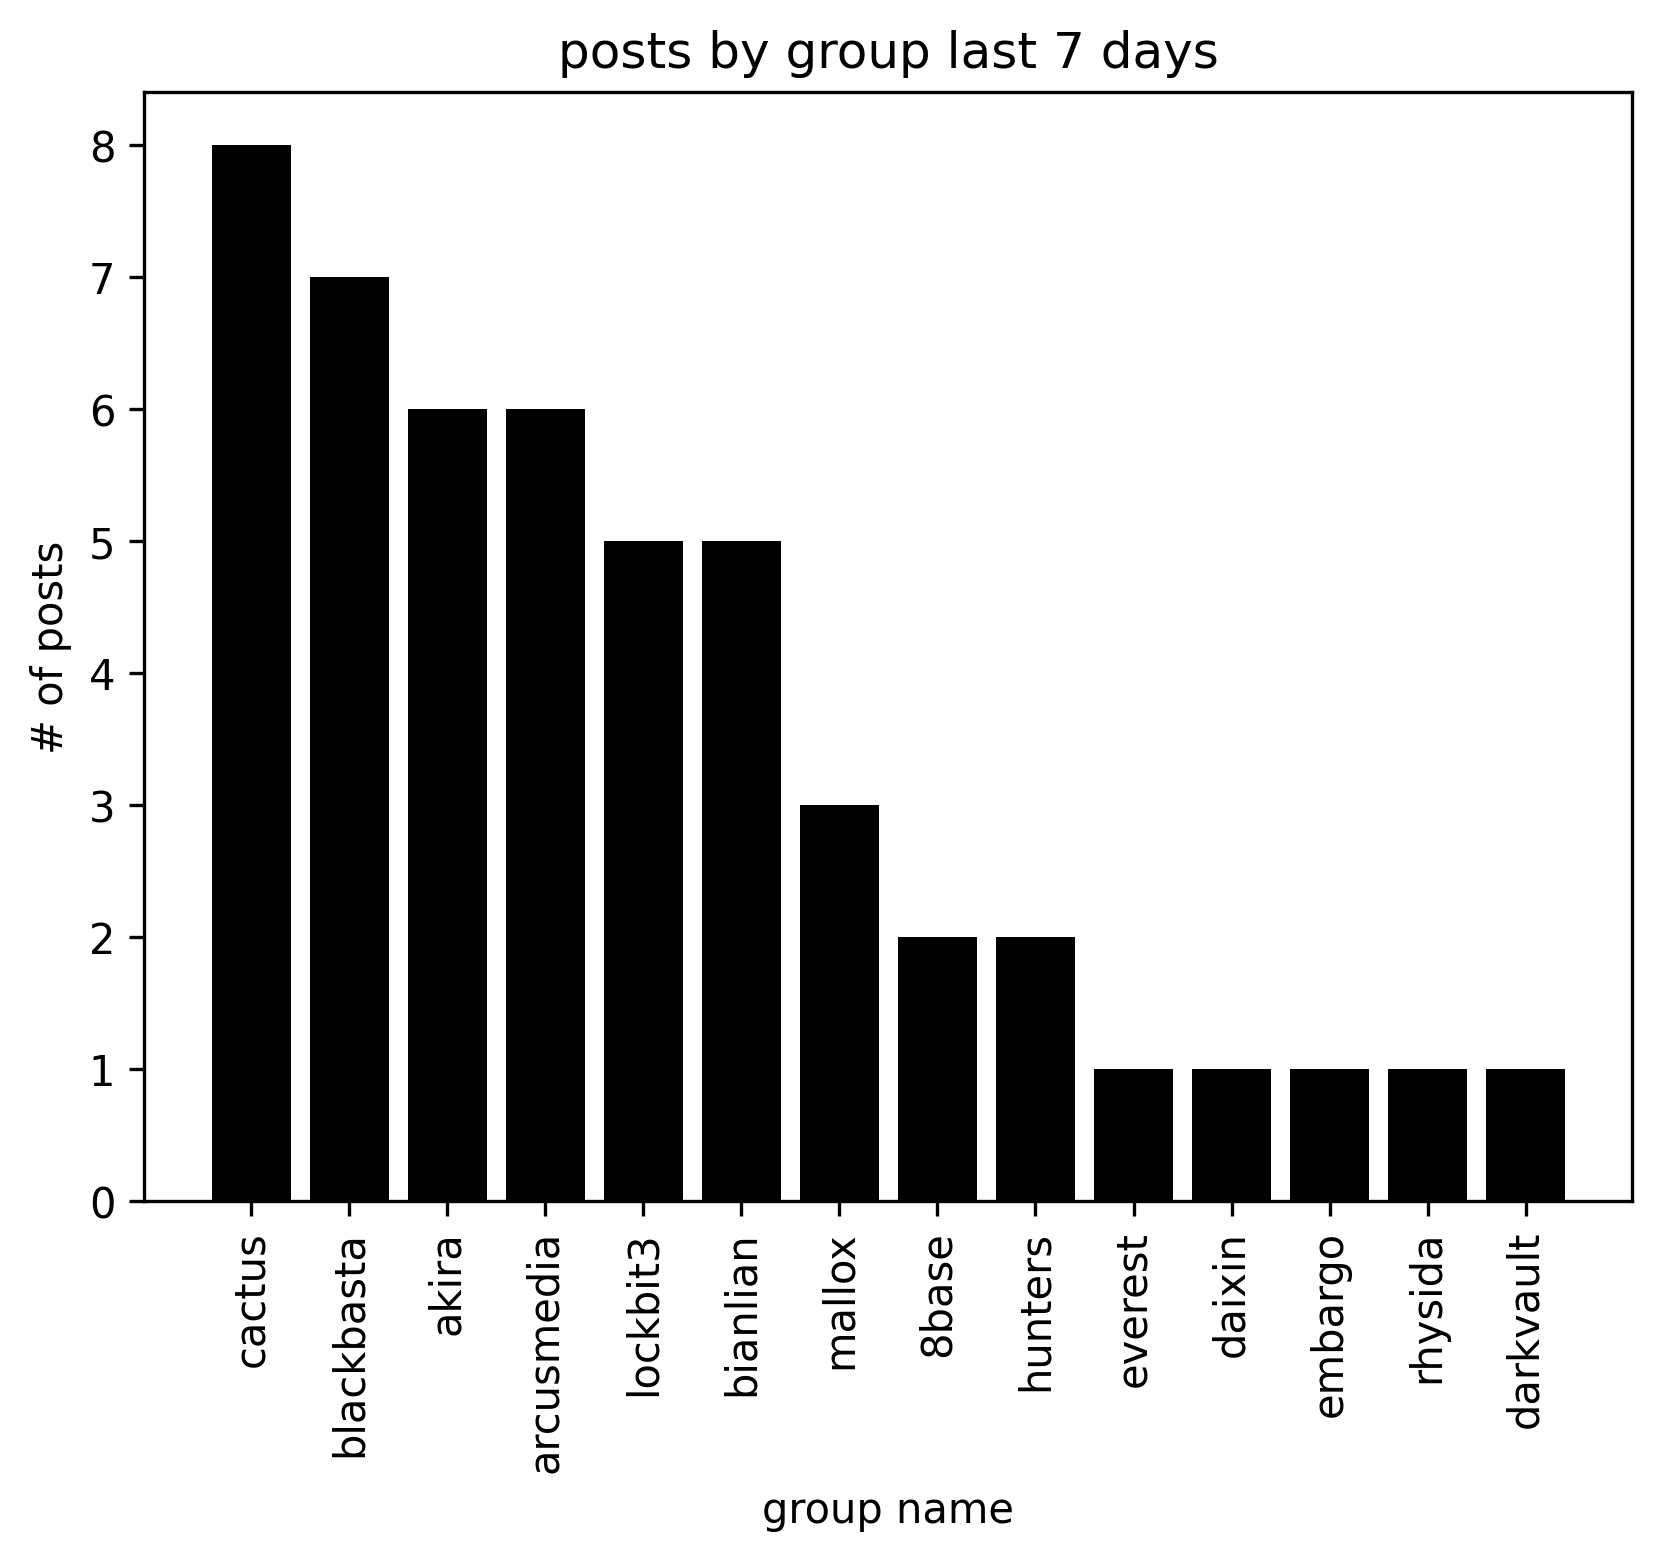 posts by group last 7 days
# of posts
8
7
6
5
4
3
2
1
0
cactus
blackbasta
akira
arcusmedia
lockbit3
bianlian
mallox
8base
hunters
everest
daixin
embargo
rhysida
darkvault
group name